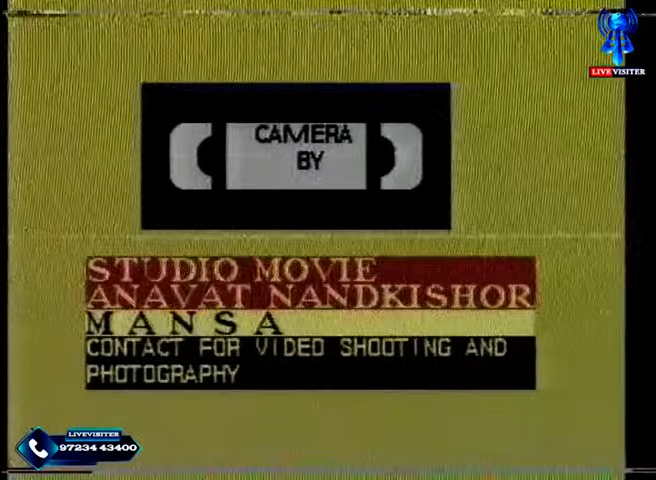 LIVE VISITER
CAMERA
BY
STUDIO MOVIE
ANAVAT NANDKISHOR
MANSA
CONTACT FOR VIDEO SHOOTING AND
PHOTOGRAPHY
LIVEVISITER
97234 43400